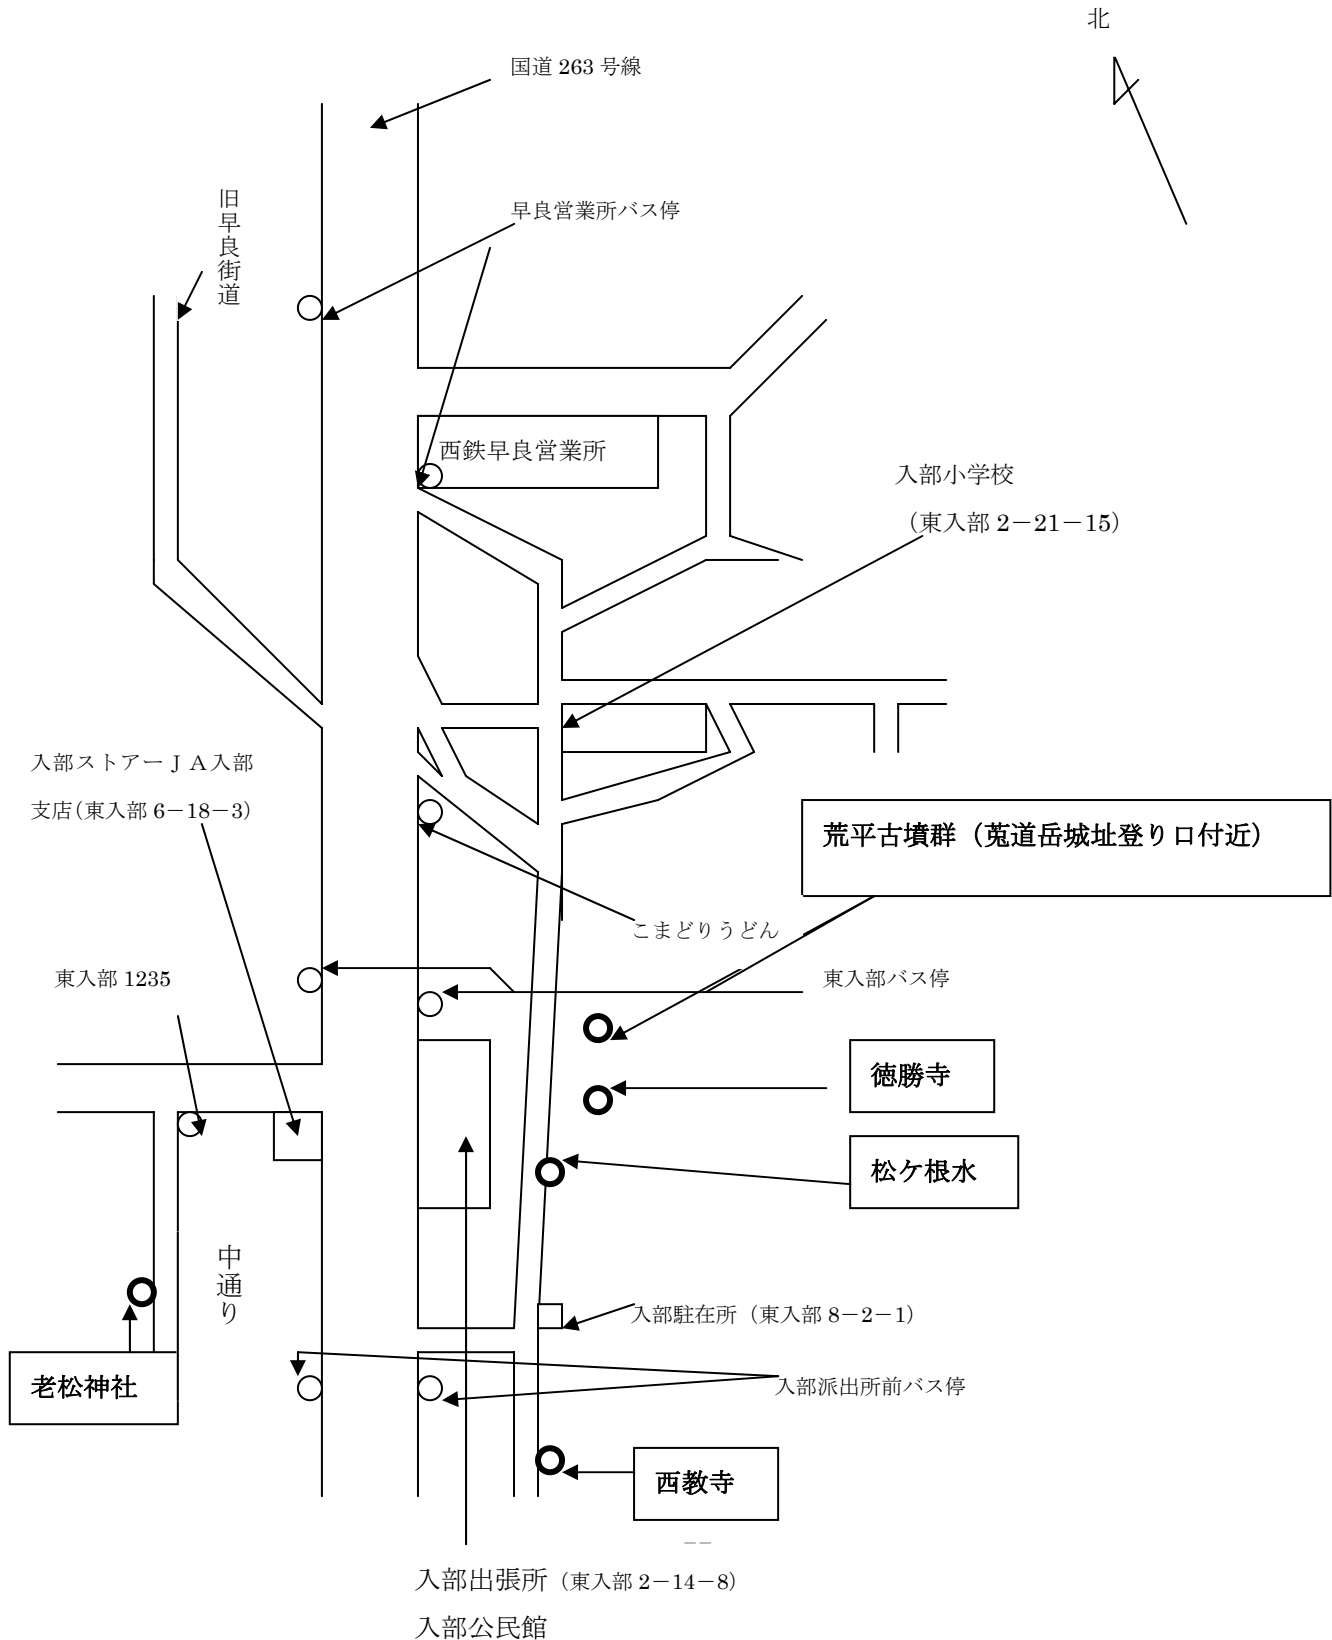 北
国道 263 号線
旧早良街道
早良営業所バス停
西鉄早良営業所
入部小学校
（東入部 2－21－15）
入部ストアーＪＡ入部
支店（東入部 6－18－3）
荒平古墳群（莵道岳城址登り口付近）
こまどりうどん
東入部 1235
東入部バス停
徳勝寺
松ケ根水
中通り
入部駐在所（東入部 8－2－1）
老松神社
入部派出所前バス停
西教寺
入部出張所（東入部 2－14－8）
入部公民館